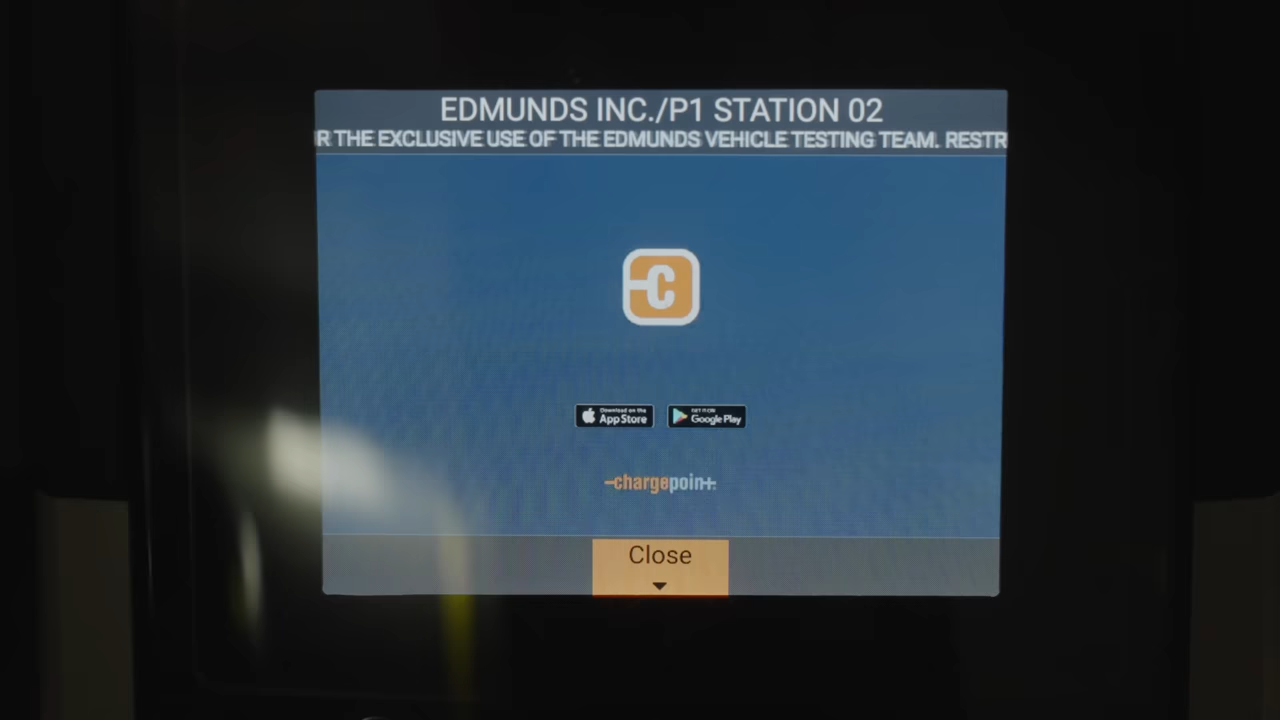 EDMUNDS INC./P1 STATION 02
R THE EXCLUSIVE USE OF THE EDMUNDS VEHICLE TESTING TEAM. RESTR
C
Download on the
App Store
GET IT ON
Google Play
chargepoin+
Close